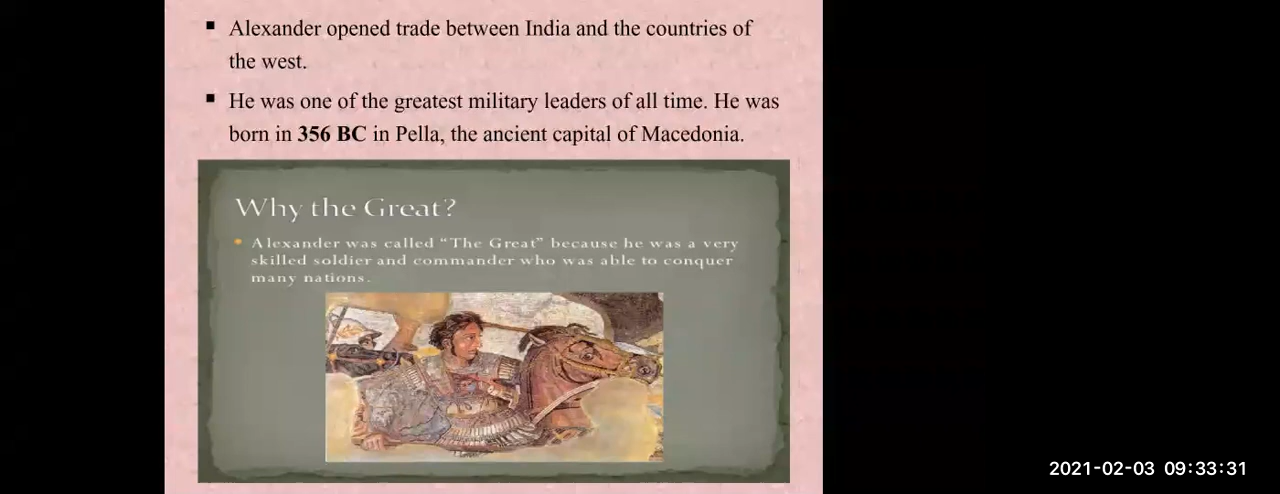 ▪ Alexander opened trade between India and the countries of
the west.
▪ He was one of the greatest military leaders of all time. He was
born in 356 BC in Pella, the ancient capital of Macedonia.
Why the Great?
• Alexander was called “The Great” because he was a very
skilled soldier and commander who was able to conquer
many nations.
2021-02-03 09:33:31